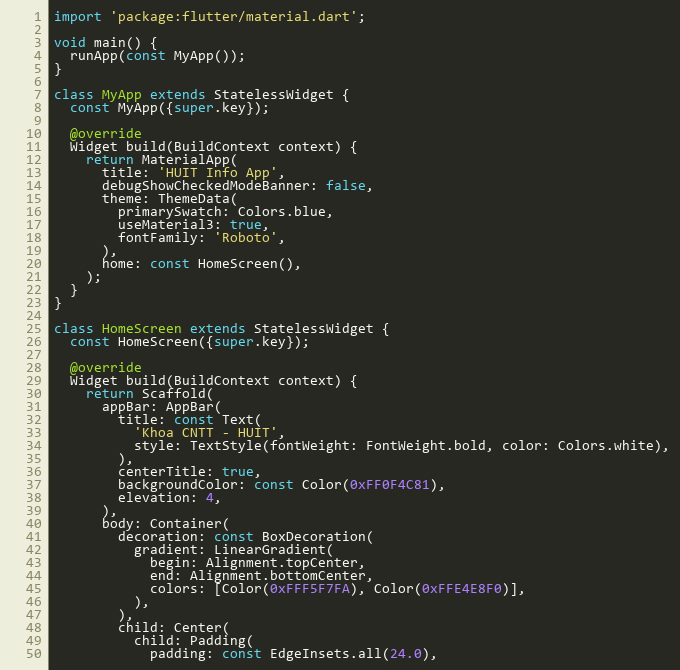 1 import 'package:flutter/material.dart';
2
3 void main() {
4   runApp(const MyApp());
5 }
6
7 class MyApp extends StatelessWidget {
8   const MyApp({super.key});
9
10   @override
11   Widget build(BuildContext context) {
12     return MaterialApp(
13       title: 'HUIT Info App',
14       debugShowCheckedModeBanner: false,
15       theme: ThemeData(
16         primarySwatch: Colors.blue,
17         useMaterial3: true,
18         fontFamily: 'Roboto',
19       ),
20       home: const HomeScreen(),
21     );
22   }
23 }
24
25 class HomeScreen extends StatelessWidget {
26   const HomeScreen({super.key});
27
28   @override
29   Widget build(BuildContext context) {
30     return Scaffold(
31       appBar: AppBar(
32         title: const Text(
33           'Khoa CNTT - HUIT',
34           style: TextStyle(fontWeight: FontWeight.bold, color: Colors.white),
35         ),
36         centerTitle: true,
37         backgroundColor: const Color(0xFF0F4C81),
38         elevation: 4,
39       ),
40       body: Container(
41         decoration: const BoxDecoration(
42           gradient: LinearGradient(
43             begin: Alignment.topCenter,
44             end: Alignment.bottomCenter,
45             colors: [Color(0xFFF5F7FA), Color(0xFFE4E8F0)],
46           ),
47         ),
48         child: Center(
49           child: Padding(
50             padding: const EdgeInsets.all(24.0),